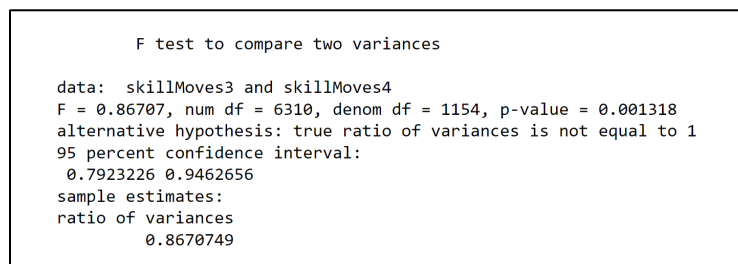 F test to compare two variances
data: skillMoves3 and skillMoves4
F = 0.86707, num df = 6310, denom df = 1154, p-value = 0.001318
alternative hypothesis: true ratio of variances is not equal to 1
95 percent confidence interval:
0.7923226 0.9462656
sample estimates:
ratio of variances
0.8670749